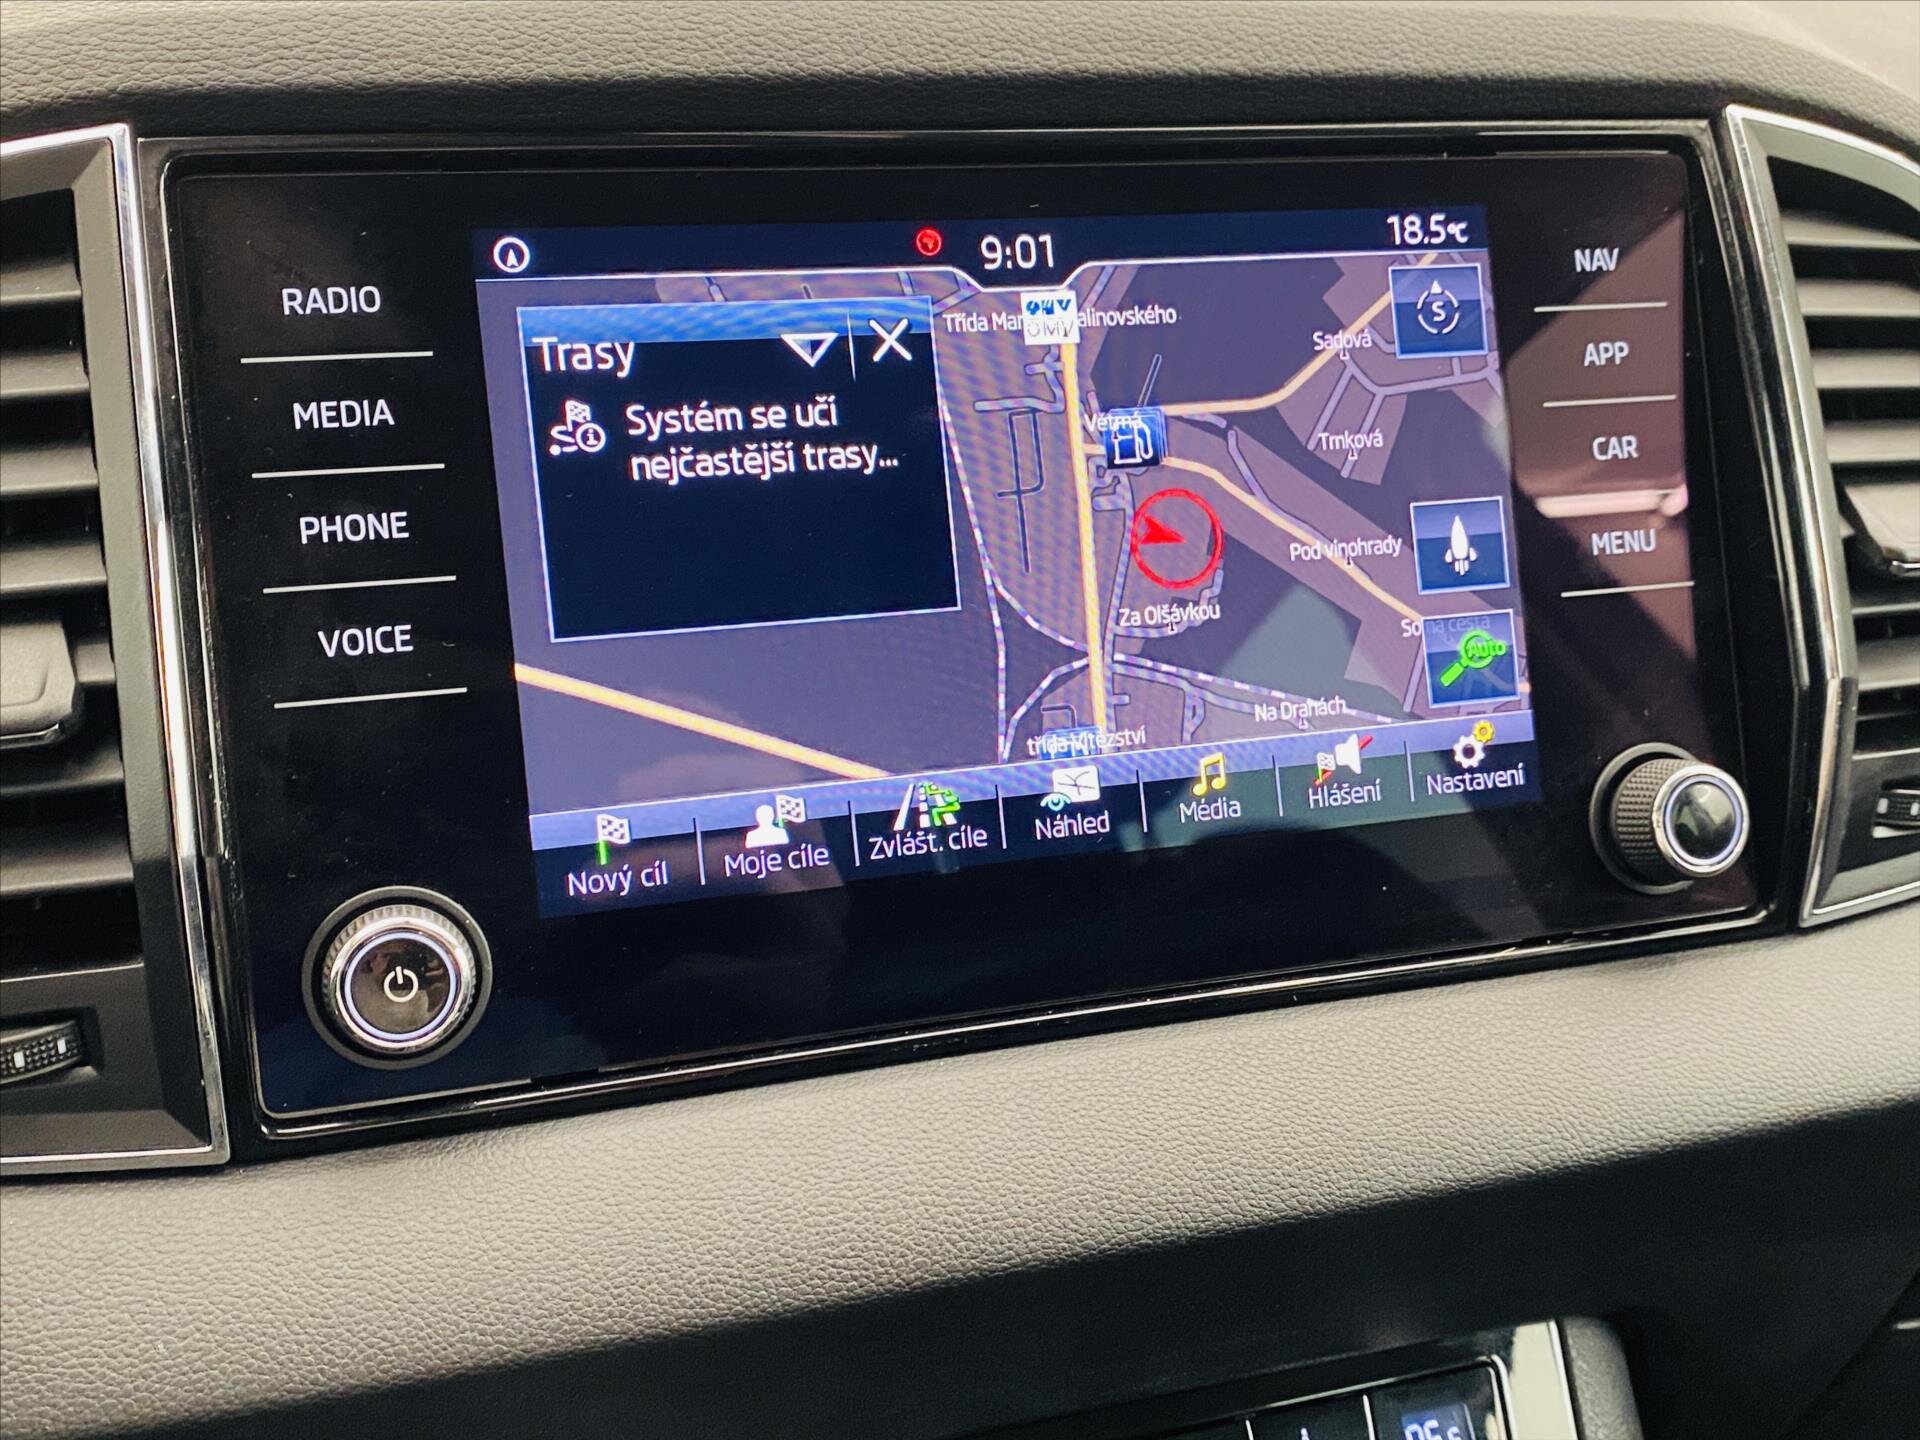 9:01
18.5°C
RADIO
MEDIA
PHONE
VOICE
NAV
APP
CAR
MENU
Trasy
Systém se učí
nejčastější trasy...
Sadová
S
Větrná
Trnková
Pod vinohrady
Za Olšávkou
Auto
Na Drahách
třída Vítězství
Nový cíl
Moje cíle
Zvlášt. cíle
Náhled
Média
Hlášení
Nastavení